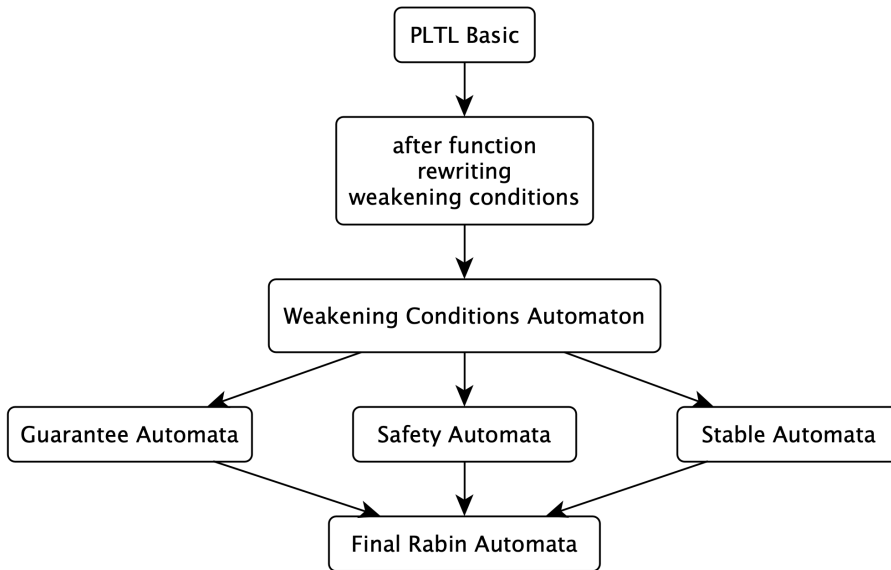 PLTL Basic
after function
rewriting
weakening conditions
Weakening Conditions Automaton
Guarantee Automata
Safety Automata
Stable Automata
Final Rabin Automata